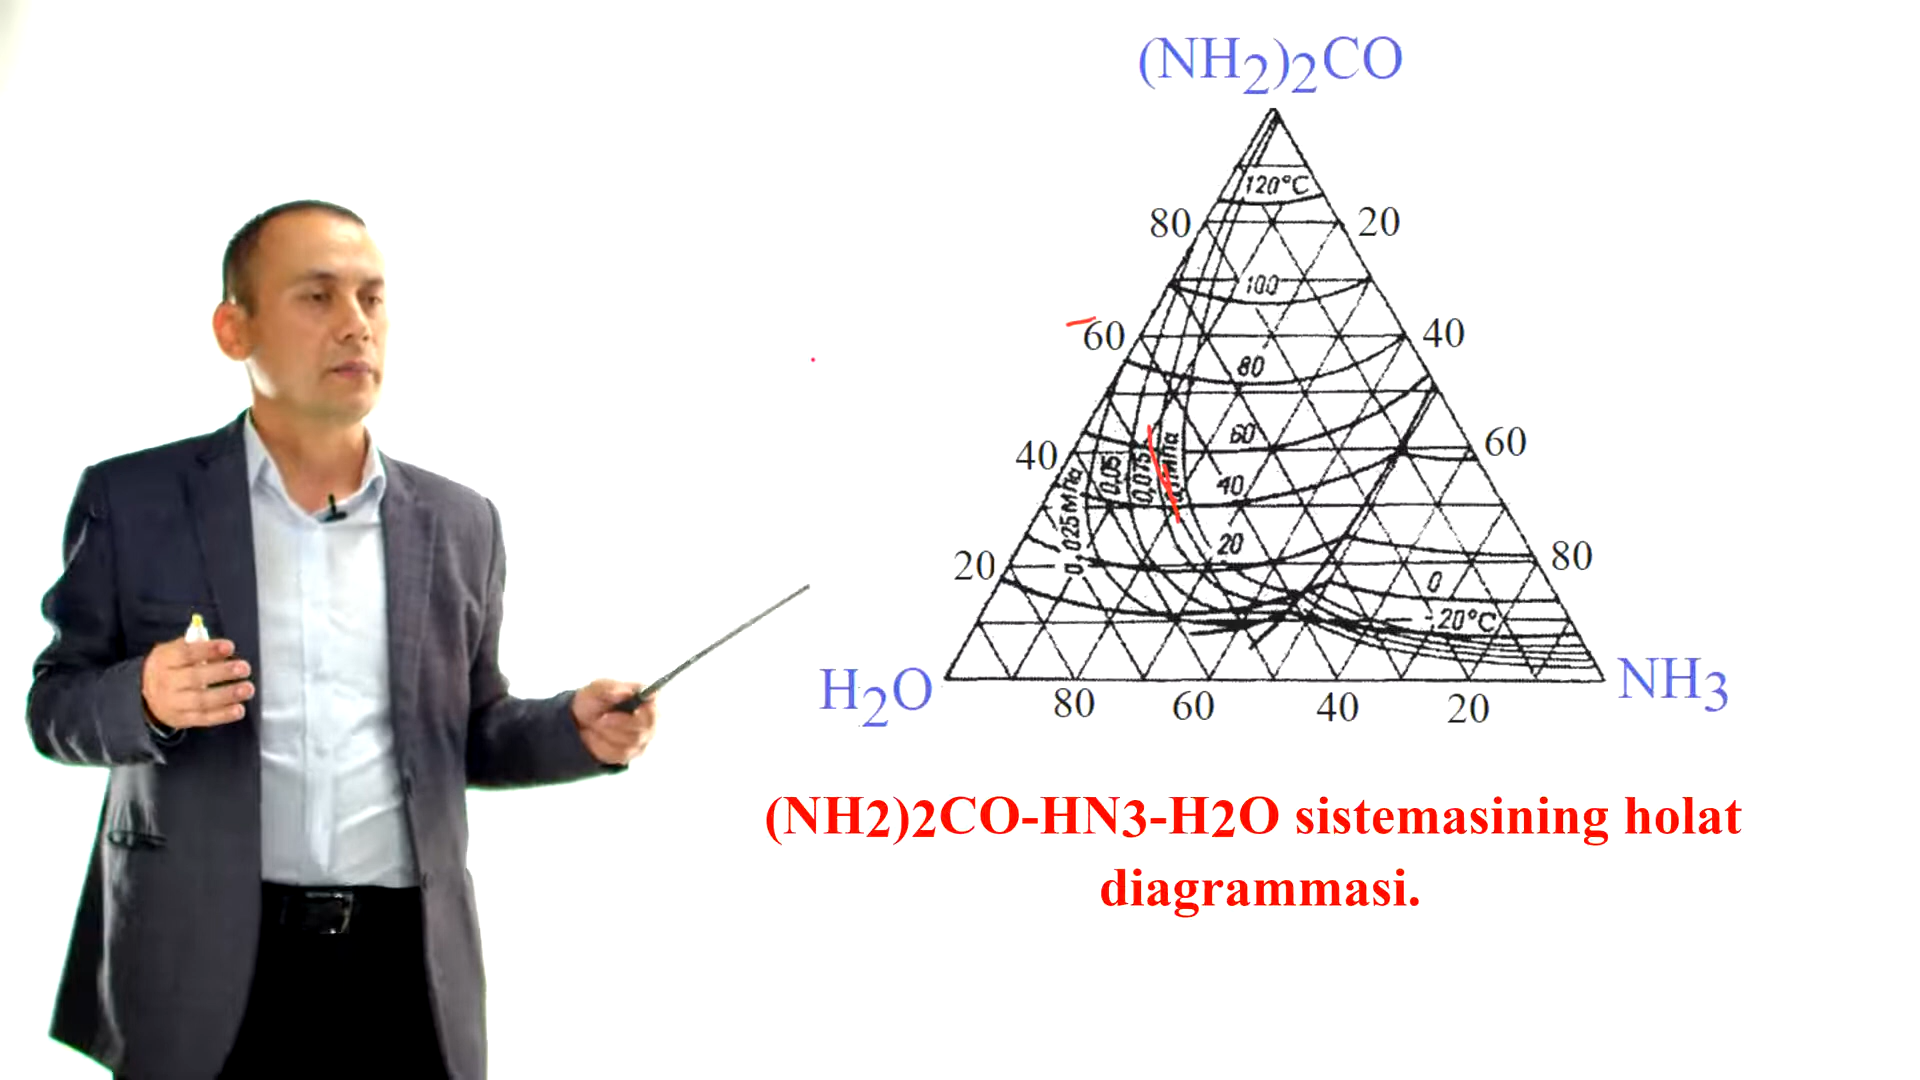 (NH2)2CO
120°C
80 20
100
60 40
80
60
40 60
0,025МПа 0,05 0,075 0,1МПа
40
20
20 80
0
-20°C
H2O NH3
80 60 40 20
(NH2)2CO-HN3-H2O sistemasining holat
diagrammasi.